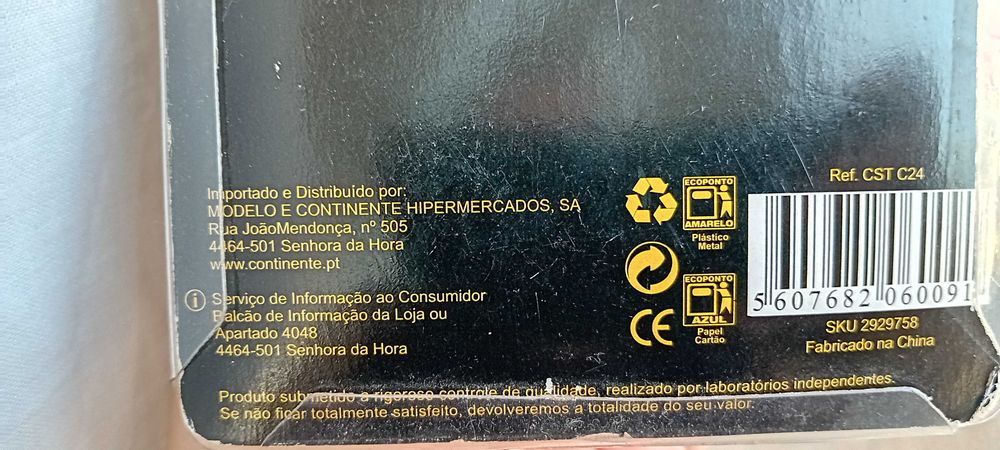 Importado e Distribuído por:
MODELO E CONTINENTE HIPERMERCADOS, SA
Rua JoãoMendonça, nº 505
4464-501 Senhora da Hora
www.continente.pt
i Serviço de Informação ao Consumidor
Balcão de Informação da Loja ou
Apartado 4048
4464-501 Senhora da Hora
ECOPONTO
AMARELO
Plástico
Metal
ECOPONTO
AZUL
Papel
Cartão
CE
Ref. CST C24
5 607682 060091
SKU 2929758
Fabricado na China
Produto submetido a rigoroso controle de qualidade, realizado por laboratórios independentes.
Se não ficar totalmente satisfeito, devolveremos a totalidade do seu valor.